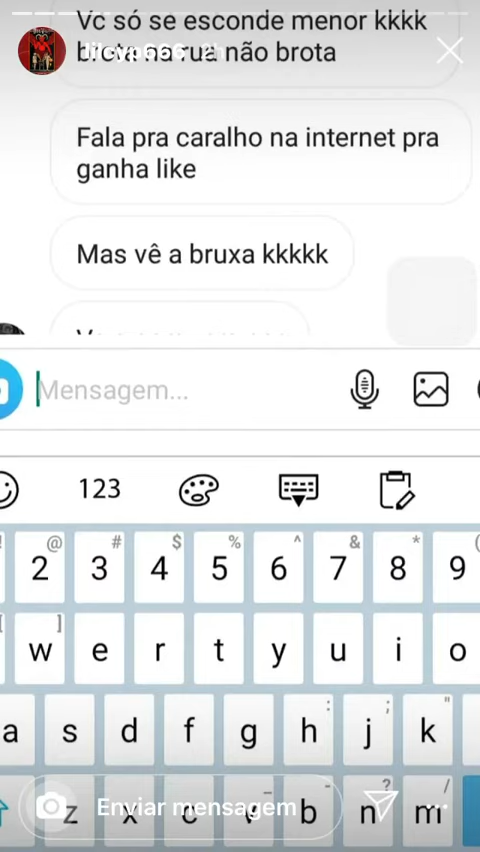 Vc só se esconde menor kkkk
brota na rua não brota
Fala pra caralho na internet pra
ganha like
Mas vê a bruxa kkkkk
Mensagem...
123
@ # $ % ^ & * (
2 3 4 5 6 7 8 9
]
w e r t y u i o
: ; "
a s d f g h j k
_ - ? /
z x c v b n m
Enviar mensagem